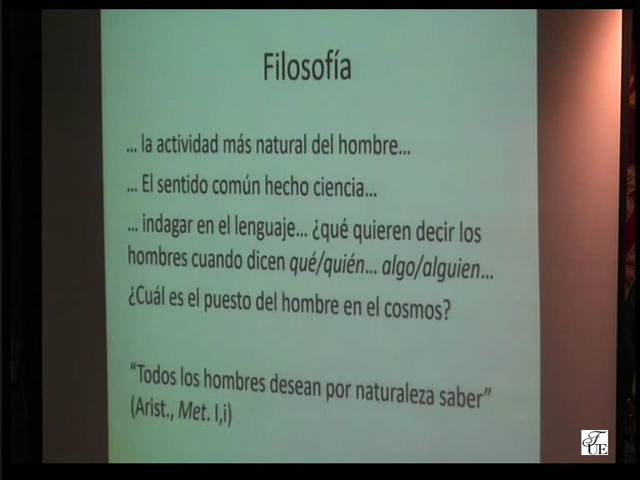 Filosofía
... la actividad más natural del hombre...
... El sentido común hecho ciencia...
... indagar en el lenguaje... ¿qué quieren decir los
hombres cuando dicen qué/quién... algo/alguien...
¿Cuál es el puesto del hombre en el cosmos?
“Todos los hombres desean por naturaleza saber”
(Arist., Met. I,i)
FUE